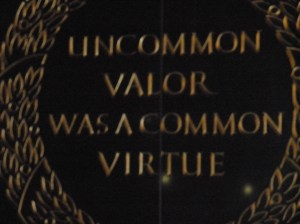 UNCOMMON
VALOR
WAS A COMMON
VIRTUE